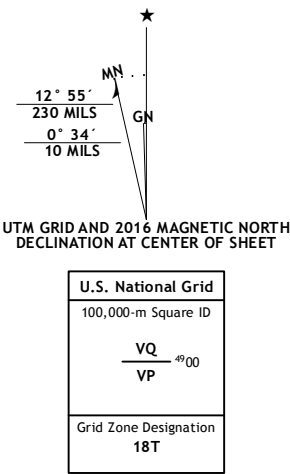 ★
MN
GN
12° 55´
230 MILS
0° 34´
10 MILS
UTM GRID AND 2016 MAGNETIC NORTH
DECLINATION AT CENTER OF SHEET
U.S. National Grid
100,000-m Square ID
VQ
4900
VP
Grid Zone Designation
18T